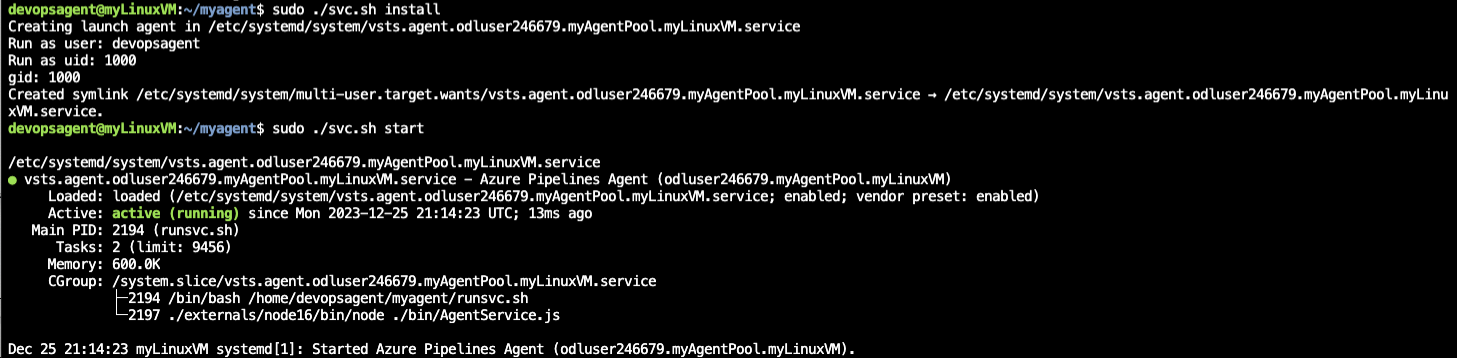 devopsagent@myLinuxVM:~/myagent$ sudo ./svc.sh install
Creating launch agent in /etc/systemd/system/vsts.agent.odluser246679.myAgentPool.myLinuxVM.service
Run as user: devopsagent
Run as uid: 1000
gid: 1000
Created symlink /etc/systemd/system/multi-user.target.wants/vsts.agent.odluser246679.myAgentPool.myLinuxVM.service → /etc/systemd/system/vsts.agent.odluser246679.myAgentPool.myLinu
xVM.service.
devopsagent@myLinuxVM:~/myagent$ sudo ./svc.sh start
/etc/systemd/system/vsts.agent.odluser246679.myAgentPool.myLinuxVM.service
● vsts.agent.odluser246679.myAgentPool.myLinuxVM.service - Azure Pipelines Agent (odluser246679.myAgentPool.myLinuxVM)
Loaded: loaded (/etc/systemd/system/vsts.agent.odluser246679.myAgentPool.myLinuxVM.service; enabled; vendor preset: enabled)
Active: active (running) since Mon 2023-12-25 21:14:23 UTC; 13ms ago
Main PID: 2194 (runsvc.sh)
Tasks: 2 (limit: 9456)
Memory: 600.0K
CGroup: /system.slice/vsts.agent.odluser246679.myAgentPool.myLinuxVM.service
├─2194 /bin/bash /home/devopsagent/myagent/runsvc.sh
└─2197 ./externals/node16/bin/node ./bin/AgentService.js
Dec 25 21:14:23 myLinuxVM systemd[1]: Started Azure Pipelines Agent (odluser246679.myAgentPool.myLinuxVM).